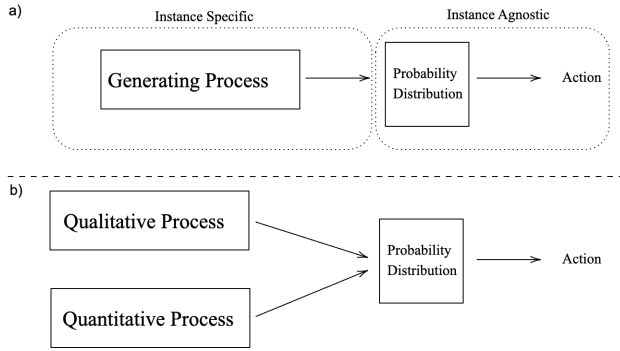 a)
Instance Specific
Instance Agnostic
Generating Process
Probability
Distribution
Action
b)
Qualitative Process
Probability
Distribution
Action
Quantitative Process